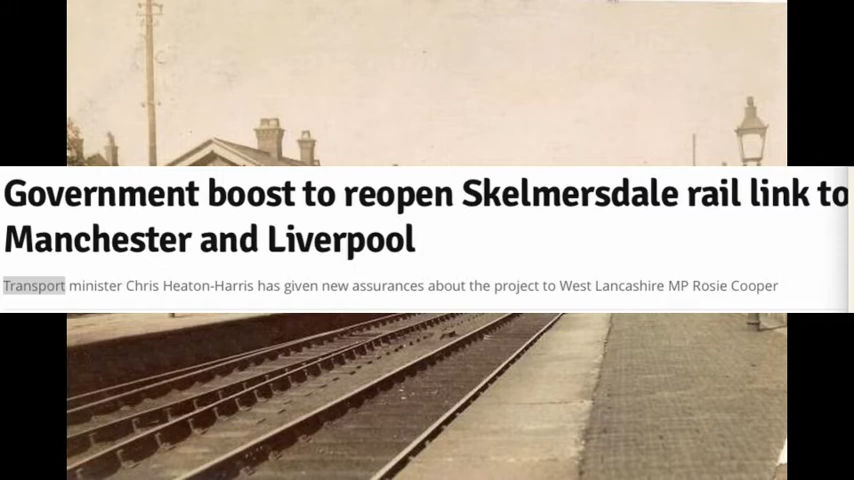 Government boost to reopen Skelmersdale rail link to
Manchester and Liverpool
Transport minister Chris Heaton-Harris has given new assurances about the project to West Lancashire MP Rosie Cooper